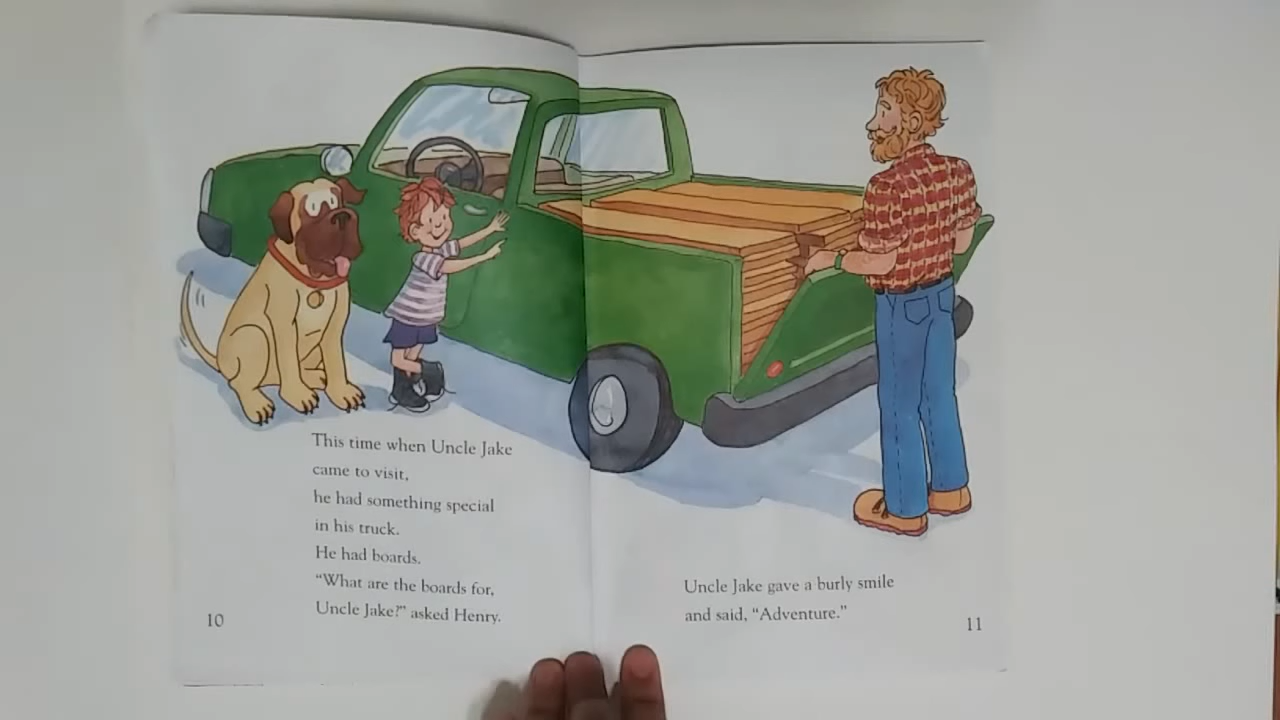 This time when Uncle Jake
came to visit,
he had something special
in his truck.
He had boards.
“What are the boards for,
Uncle Jake?” asked Henry.
10
Uncle Jake gave a burly smile
and said, “Adventure.”
11